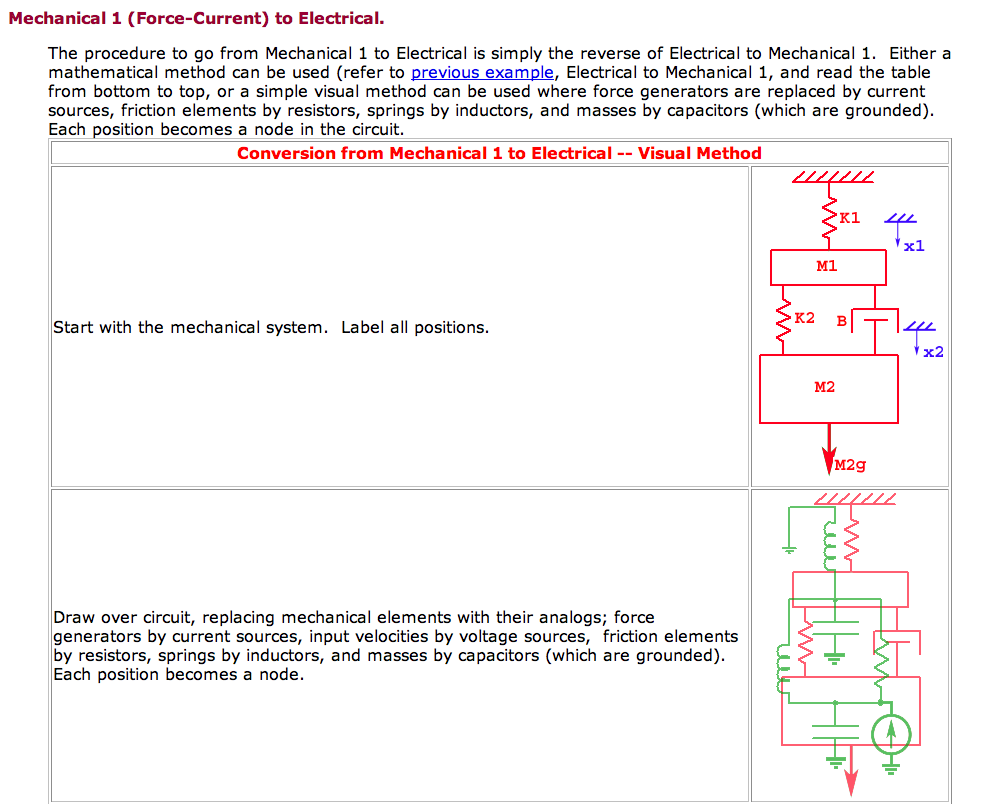 Mechanical 1 (Force-Current) to Electrical.
The procedure to go from Mechanical 1 to Electrical is simply the reverse of Electrical to Mechanical 1.  Either a
mathematical method can be used (refer to previous example, Electrical to Mechanical 1, and read the table
from bottom to top, or a simple visual method can be used where force generators are replaced by current
sources, friction elements by resistors, springs by inductors, and masses by capacitors (which are grounded).
Each position becomes a node in the circuit.
Conversion from Mechanical 1 to Electrical -- Visual Method
Start with the mechanical system.  Label all positions.
K1
x1
M1
K2
B
x2
M2
M2g
Draw over circuit, replacing mechanical elements with their analogs; force
generators by current sources, input velocities by voltage sources,  friction elements
by resistors, springs by inductors, and masses by capacitors (which are grounded).
Each position becomes a node.